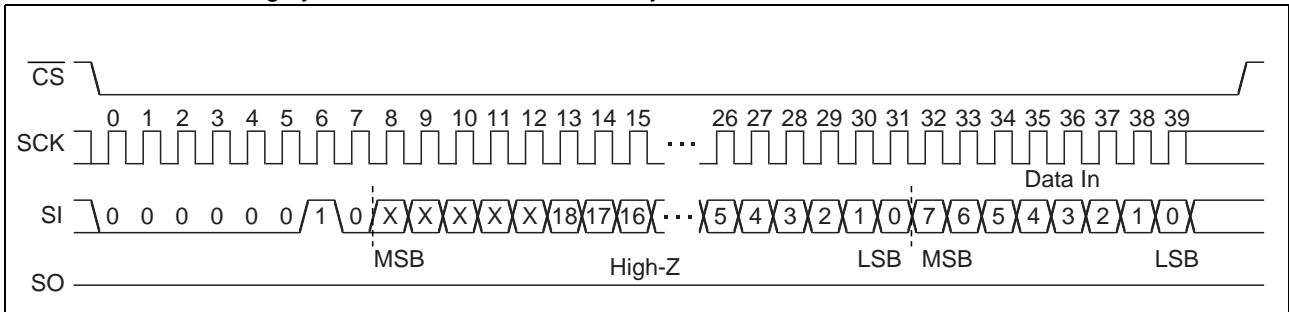 CS
0 1 2 3 4 5 6 7 8 9 10 11 12 13 14 15 26 27 28 29 30 31 32 33 34 35 36 37 38 39
SCK ...
Data In
SI 0 0 0 0 0 0 1 0 X X X X X 18 17 16 ... 5 4 3 2 1 0 7 6 5 4 3 2 1 0
MSB High-Z LSB MSB LSB
SO